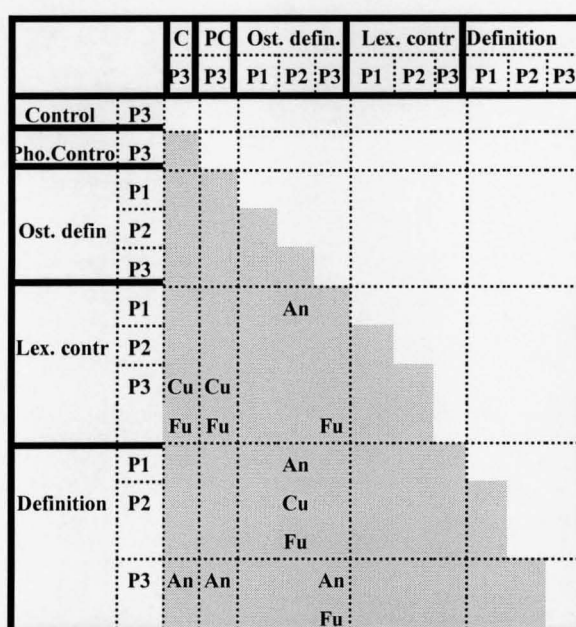 C PC Ost. defin. Lex. contr Definition
P3 P3 P1 P2 P3 P1 P2 P3 P1 P2 P3
Control P3
Pho.Contro P3
P1
Ost. defin P2
P3
P1 An
Lex. contr P2
P3 Cu Cu
Fu Fu Fu
P1 An
Definition P2 Cu
Fu
P3 An An An
Fu